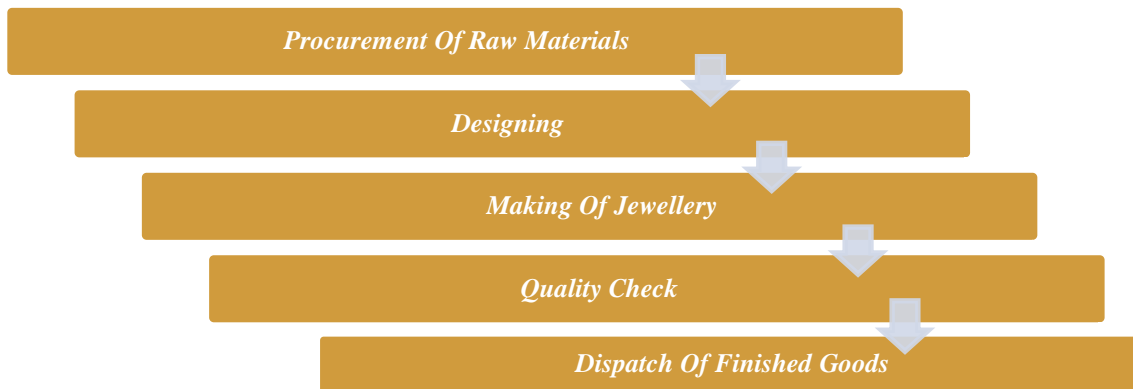 Procurement Of Raw Materials
Designing
Making Of Jewellery
Quality Check
Dispatch Of Finished Goods